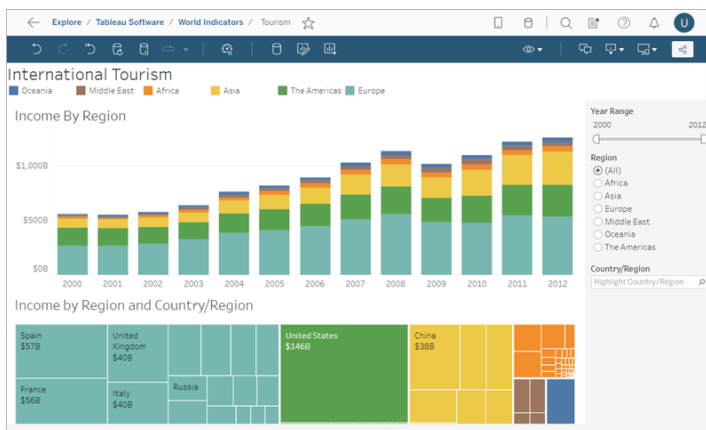 Explore / Tableau Software / World Indicators / Tourism
U
International Tourism
Oceania Middle East Africa Asia The Americas Europe
Income By Region
$1,000B
$500B
$0B
2000 2001 2002 2003 2004 2005 2006 2007 2008 2009 2010 2011 2012
Year Range
2000 2012
Region
(All)
Africa
Asia
Europe
Middle East
Oceania
The Americas
Country/Region
Highlight Country/Region
Income by Region and Country/Region
Spain
$57B
France
$56B
United
Kingdom
$40B
Italy
$40B
Russia
United States
$146B
China
$38B